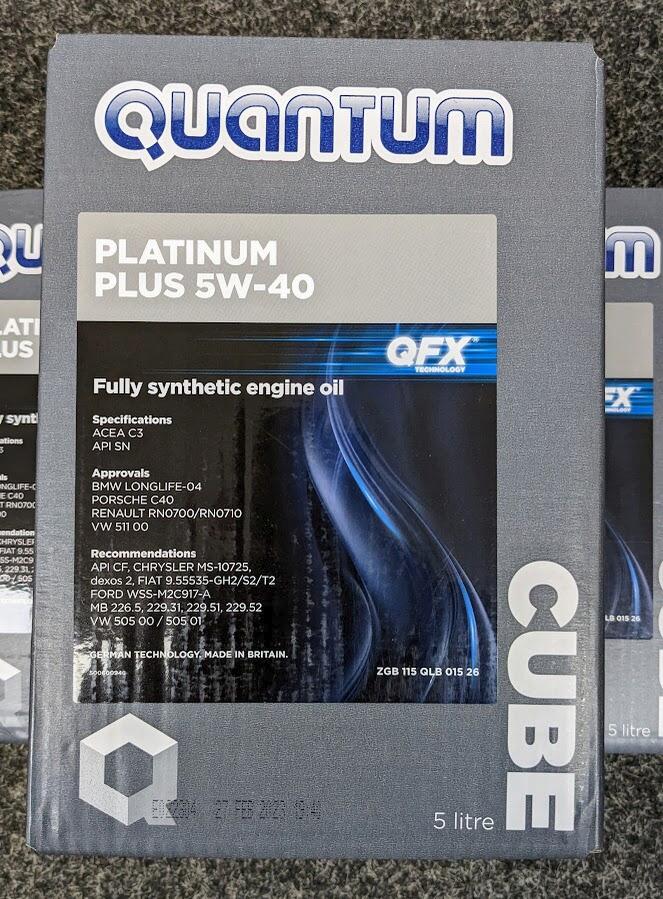 QUANTUM
PLATINUM
PLUS 5W-40
QFX
TECHNOLOGY
Fully synthetic engine oil
Specifications
ACEA C3
API SN
Approvals
BMW LONGLIFE-04
PORSCHE C40
RENAULT RN0700/RN0710
VW 511 00
Recommendations
API CF, CHRYSLER MS-10725,
dexos 2, FIAT 9.55535-GH2/S2/T2
FORD WSS-M2C917-A
MB 226.5, 229.31, 229.51, 229.52
VW 505 00 / 505 01
GERMAN TECHNOLOGY. MADE IN BRITAIN.
ZGB 115 QLB 015 26
CUBE
5 litre
27 FEB 2023
5 litre